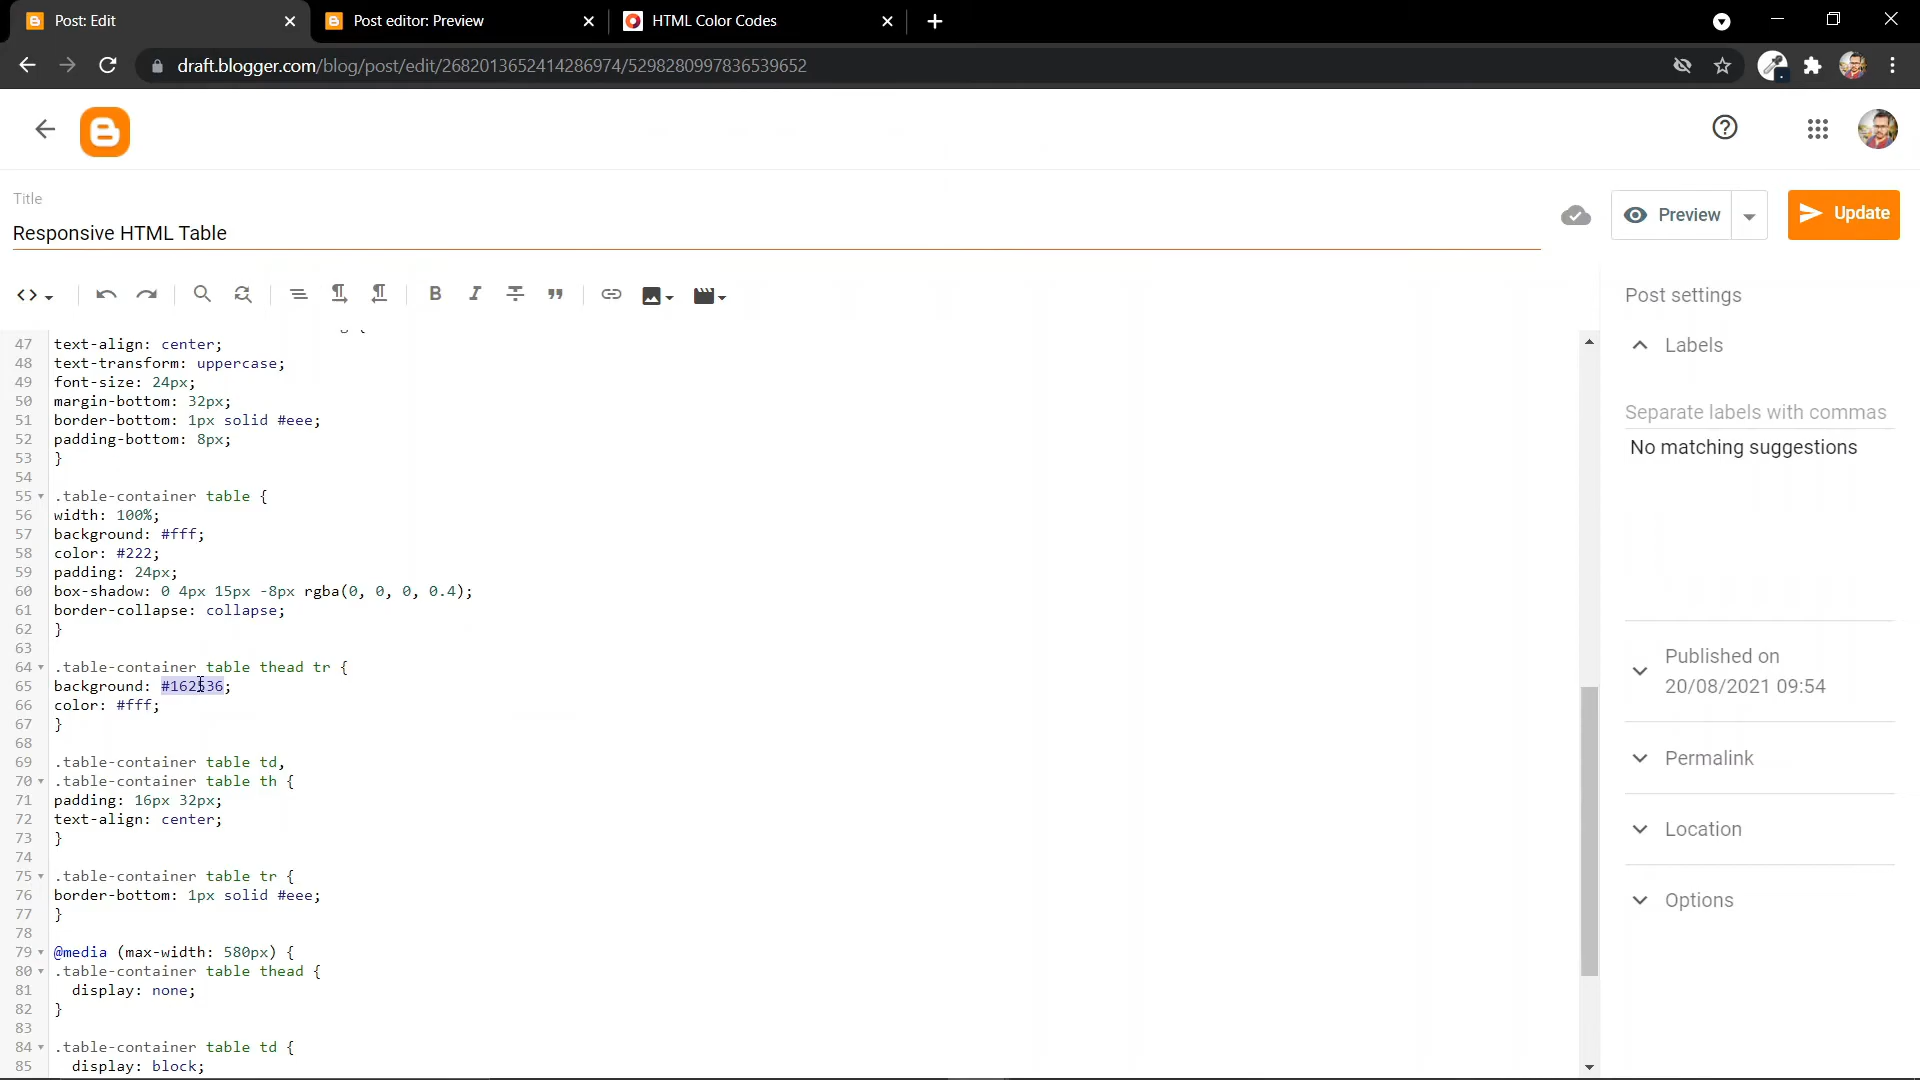 Post: Edit
Post editor: Preview
HTML Color Codes
draft.blogger.com/blog/post/edit/2682013652414286974/5298280997836539652
Title
Responsive HTML Table
Preview
Update
47 text-align: center;
48 text-transform: uppercase;
49 font-size: 24px;
50 margin-bottom: 32px;
51 border-bottom: 1px solid #eee;
52 padding-bottom: 8px;
53 }
54
55 .table-container table {
56 width: 100%;
57 background: #fff;
58 color: #222;
59 padding: 24px;
60 box-shadow: 0 4px 15px -8px rgba(0, 0, 0, 0.4);
61 border-collapse: collapse;
62 }
63
64 .table-container table thead tr {
65 background: #162536;
66 color: #fff;
67 }
68
69 .table-container table td,
70 .table-container table th {
71 padding: 16px 32px;
72 text-align: center;
73 }
74
75 .table-container table tr {
76 border-bottom: 1px solid #eee;
77 }
78
79 @media (max-width: 580px) {
80 .table-container table thead {
81 display: none;
82 }
83
84 .table-container table td {
85 display: block;
Post settings
Labels
Separate labels with commas
No matching suggestions
Published on
20/08/2021 09:54
Permalink
Location
Options